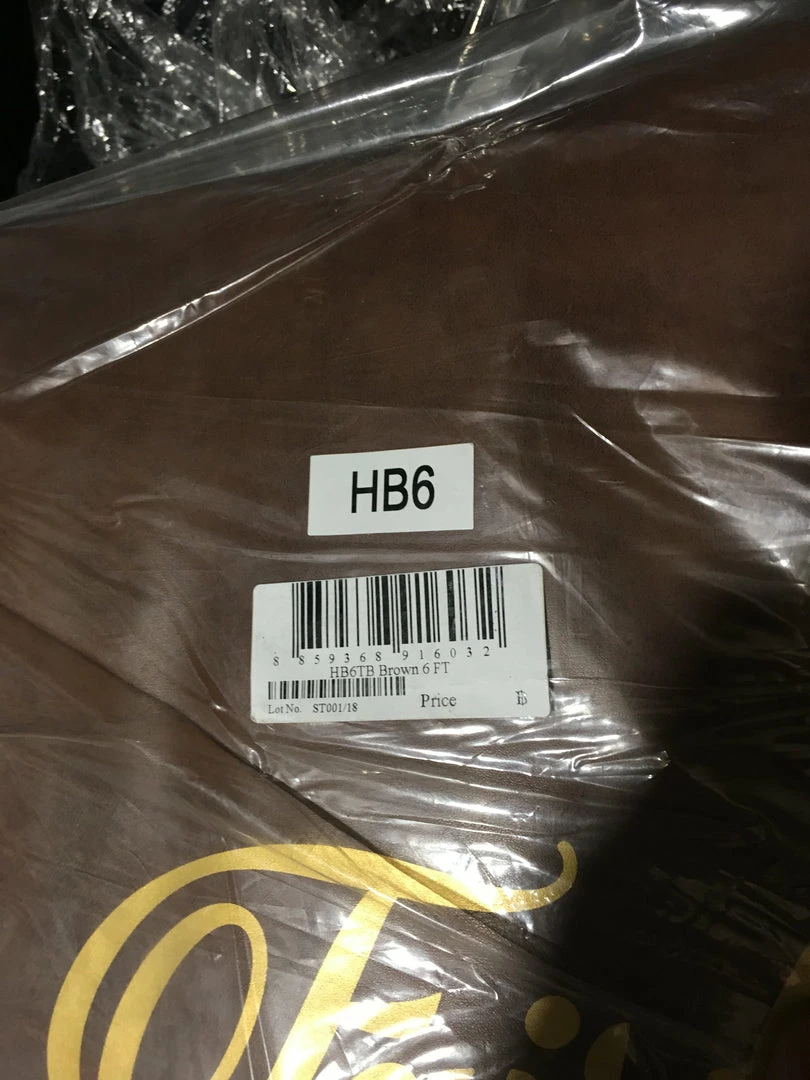 HB6
8 859368 916032
HB6TB Brown 6 FT
Lot No. ST001/18 Price ฿